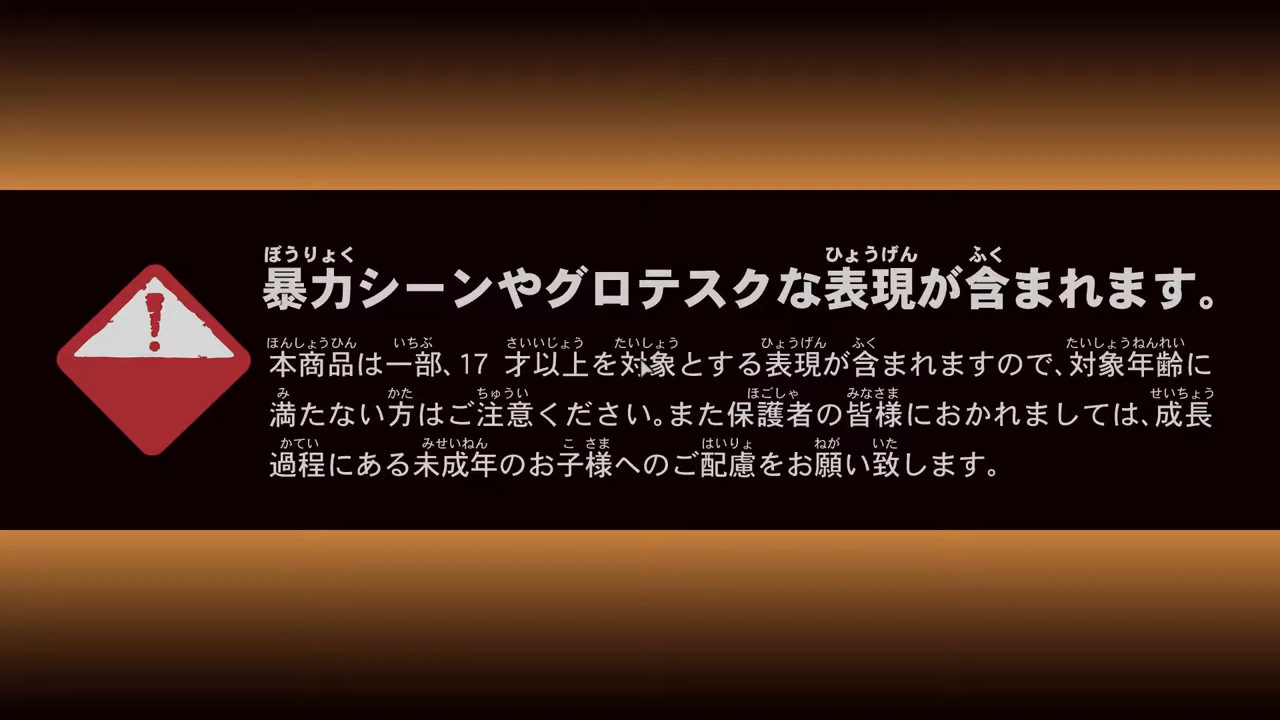 ぼうりょく ひょうげん ふく
暴力シーンやグロテスクな表現が含まれます。
ほんしょうひん いちぶ さいいじょう たいしょう ひょうげん ふく たいしょうねんれい
本商品は一部、17 才以上を対象とする表現が含まれますので、対象年齢に
み かた ちゅうい ほごしゃ みなさま せいちょう
満たない方はご注意ください。また保護者の皆様におかれましては、成長
かてい みせいねん こ さま はいりょ ねが いた
過程にある未成年のお子様へのご配慮をお願い致します。